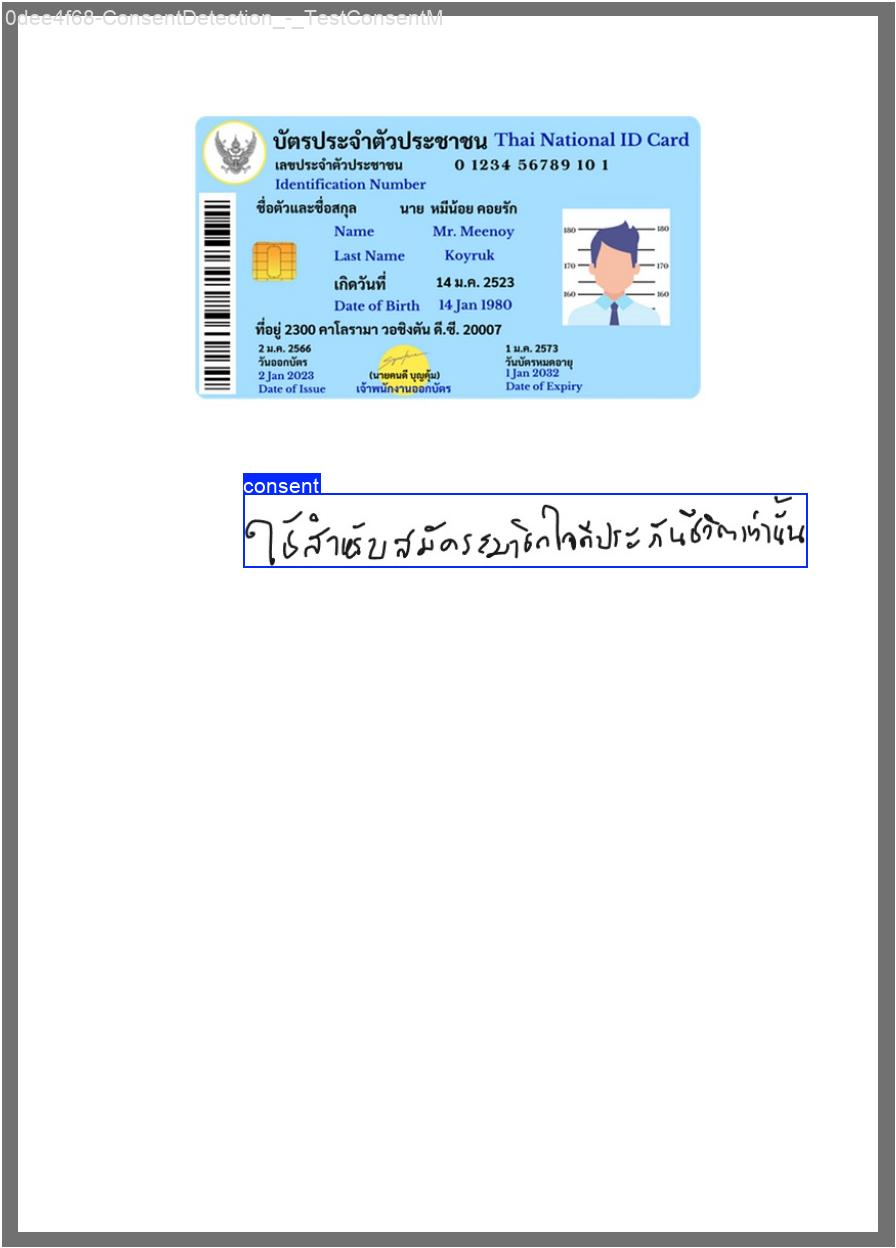 0dee4f68-ConsentDetection_-_TestConsentM
บัตรประจำตัวประชาชน Thai National ID Card
เลขประจำตัวประชาชน 0 1234 56789 10 1
Identification Number
ชื่อตัวและชื่อสกุล นาย หมีน้อย คอยรัก
Name Mr. Meenoy
Last Name Koyruk
เกิดวันที่ 14 ม.ค. 2523
Date of Birth 14 Jan 1980
180 180
170 170
160 160
ที่อยู่ 2300 คาโลรามา วอชิงตัน ดี.ซี. 20007
2 ม.ค. 2566
วันออกบัตร
2 Jan 2023
Date of Issue
(นายคนดี บุญคุ้ม)
เจ้าพนักงานออกบัตร
1 ม.ค. 2573
วันบัตรหมดอายุ
1 Jan 2032
Date of Expiry
consent
ใช้สำหรับสมัครสมาชิกใจดีประกันชีวิตเท่านั้น